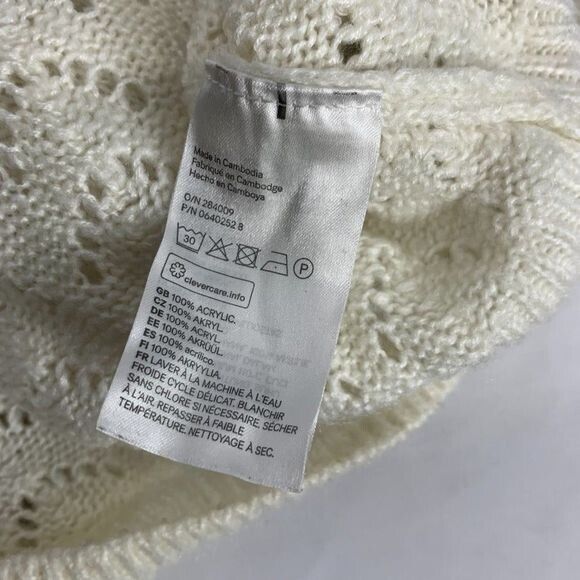 Made in Cambodia
Fabriqué en Cambodge
Hecho en Camboya
O/N 284009
P/N 0640252 8
30 P
clevercare.info
GB 100% ACRYLIC.
CZ 100% AKRYL.
DE 100% ACRYL.
EE 100% AKRÜÜL.
ES 100% acrílico.
FI 100% AKRYYLIA.
FR LAVER À LA MACHINE À L'EAU
FROIDE CYCLE DÉLICAT. BLANCHIR
SANS CHLORE SI NÉCESSAIRE. SÉCHER
À L'AIR. REPASSER À FAIBLE
TEMPÉRATURE. NETTOYAGE À SEC.